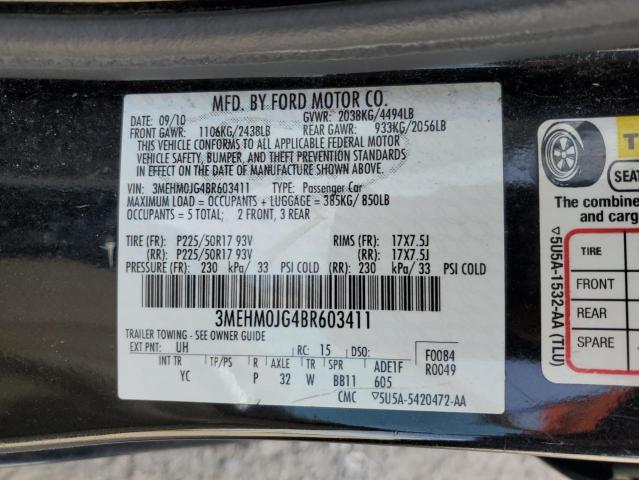 MFD. BY FORD MOTOR CO.
DATE: 09/10 GVWR: 2038KG/4494LB
FRONT GAWR: 1106KG/2438LB REAR GAWR: 933KG/2056LB
THIS VEHICLE CONFORMS TO ALL APPLICABLE FEDERAL MOTOR
VEHICLE SAFETY, BUMPER, AND THEFT PREVENTION STANDARDS
IN EFFECT ON THE DATE OF MANUFACTURE SHOWN ABOVE.
VIN: 3MEHM0JG4BR603411 TYPE: Passenger Car
MAXIMUM LOAD = OCCUPANTS + LUGGAGE = 385KG/ 850LB
OCCUPANTS = 5 TOTAL; 2 FRONT, 3 REAR
TIRE (FR): P225/50R17 93V RIMS (FR): 17X7.5J
(RR): P225/50R17 93V (RR): 17X7.5J
PRESSURE (FR): 230 kPa/ 33 PSI COLD (RR): 230 kPa/ 33 PSI COLD
3MEHM0JG4BR603411
TRAILER TOWING - SEE OWNER GUIDE
EXT PNT: UH RC: 15 DSO:
INT TR TP/PS R AXLE TR SPR ADE1F
YC P 32 W BB11 605
F0084
R0049
CMC ▽5U5A-5420472-AA
▽5U5A-1532-AA (TLU)
SEAT
The combine
and carg
TIRE
FRONT
REAR
SPARE